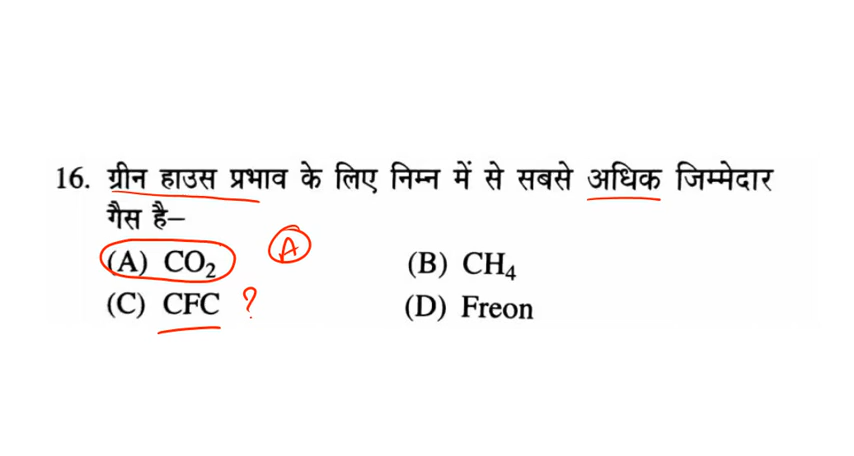 16. ग्रीन हाउस प्रभाव के लिए निम्न में से सबसे अधिक जिम्मेदार
गैस है–
(A) CO₂ A (B) CH₄
(C) CFC ? (D) Freon